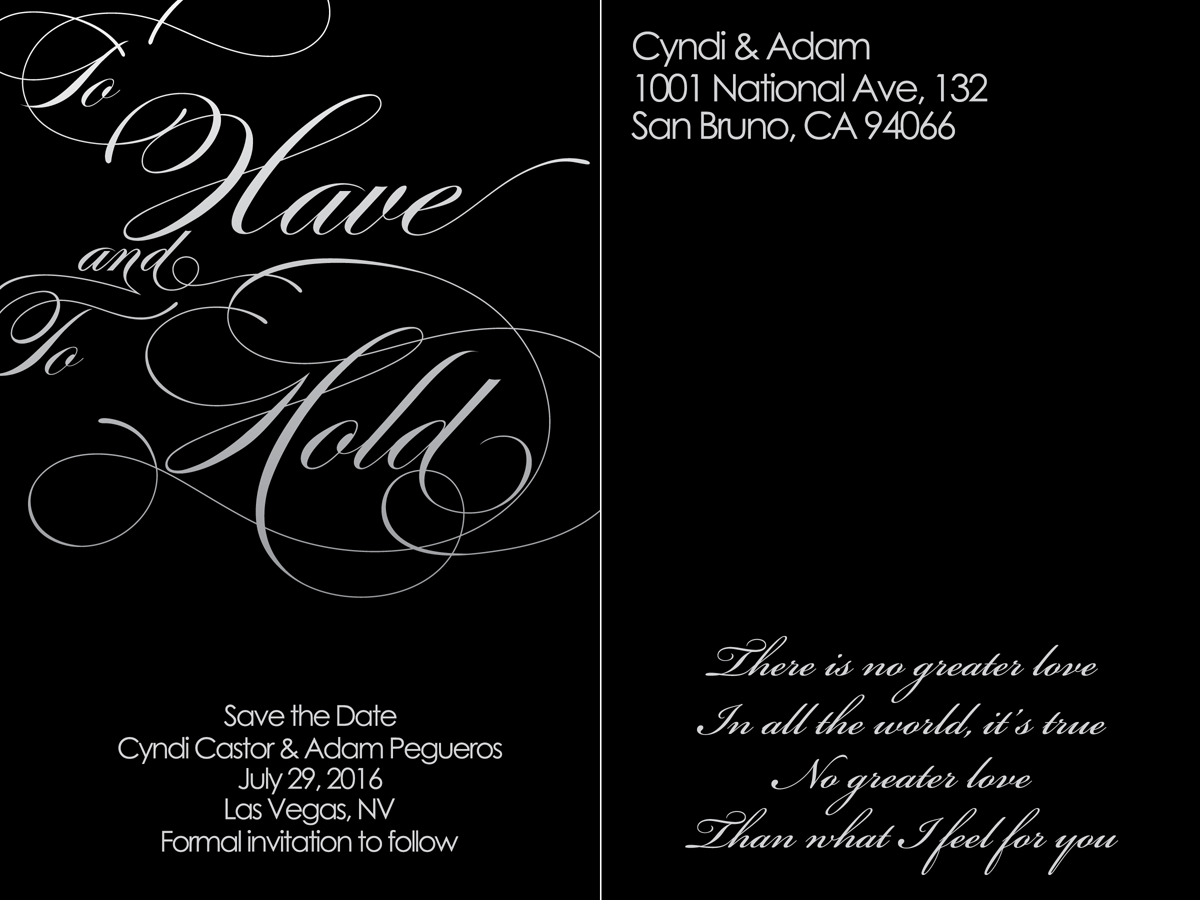 To
Have
and
To
Hold
Save the Date
Cyndi Castor & Adam Pegueros
July 29, 2016
Las Vegas, NV
Formal invitation to follow
Cyndi & Adam
1001 National Ave, 132
San Bruno, CA 94066
There is no greater love
In all the world, it's true
No greater love
Than what I feel for you